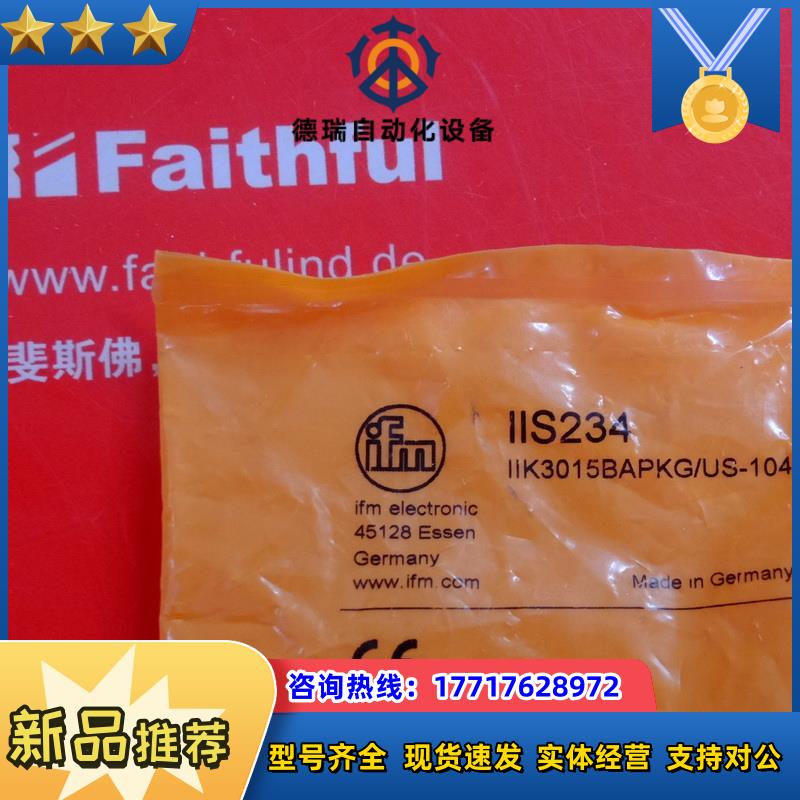 德瑞自动化设备
Faithful
www.faithfulind.de
斐斯佛
ifm
IIS234
IIK3015BAPKG/US-104
ifm electronic
45128 Essen
Germany
www.ifm.com
Made in Germany
CE
咨询热线：17717628972
新品推荐
型号齐全 现货速发 实体经营 支持对公